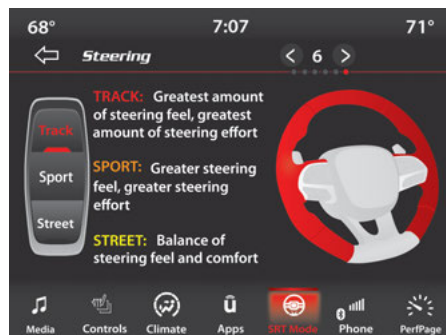 68° 7:07 71°
Steering < 6 >
Track
Sport
Street
TRACK: Greatest amount
of steering feel, greatest
amount of steering effort
SPORT: Greater steering
feel, greater steering
effort
STREET: Balance of
steering feel and comfort
Media Controls Climate Apps SRT Mode Phone PerfPage